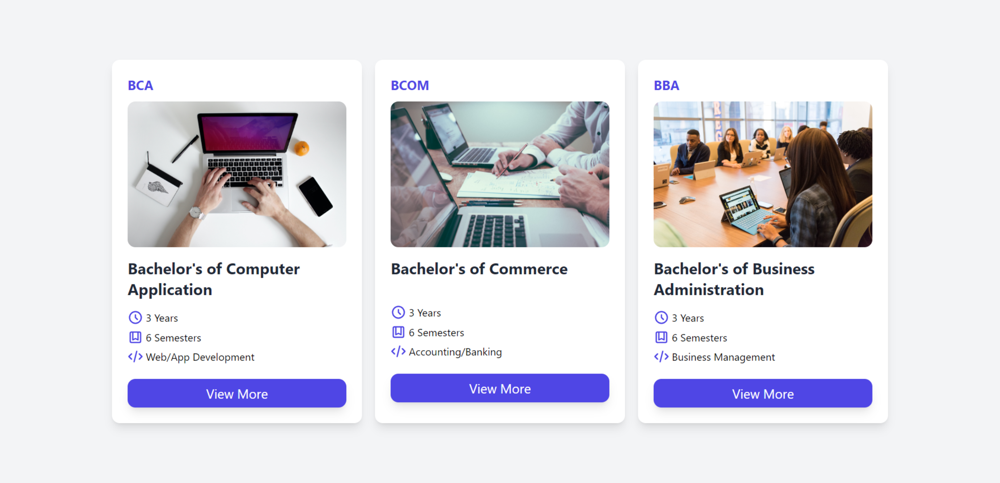 BCA
Bachelor's of Computer
Application
3 Years
6 Semesters
Web/App Development
View More
BCOM
Bachelor's of Commerce
3 Years
6 Semesters
Accounting/Banking
View More
BBA
Bachelor's of Business
Administration
3 Years
6 Semesters
Business Management
View More